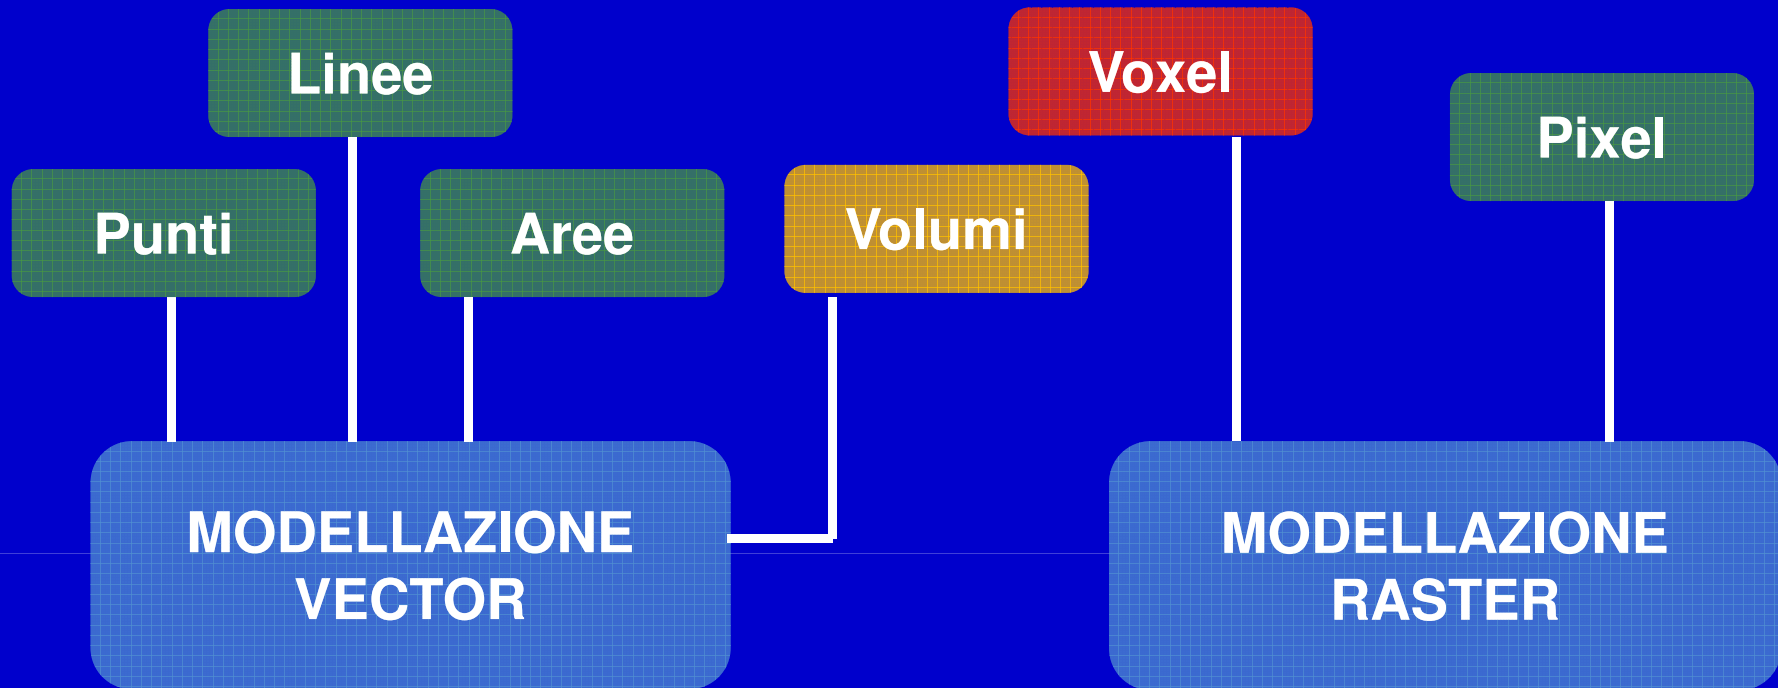 Linee
Voxel
Pixel
Punti
Aree
Volumi
MODELLAZIONE
VECTOR
MODELLAZIONE
RASTER